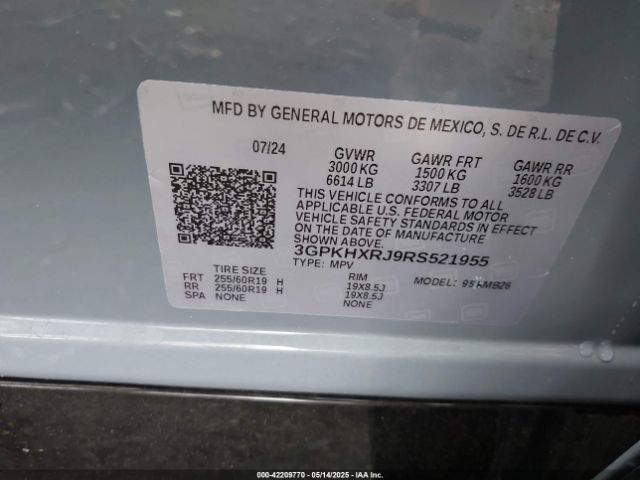 MFD BY GENERAL MOTORS DE MEXICO, S. DE R.L. DE C.V.
07/24 GVWR GAWR FRT GAWR RR
3000 KG 1500 KG 1600 KG
6614 LB 3307 LB 3528 LB
THIS VEHICLE CONFORMS TO ALL
APPLICABLE U.S. FEDERAL MOTOR
VEHICLE SAFETY STANDARDS IN EFFECT
ON THE DATE OF MANUFACTURE
SHOWN ABOVE.
3GPKHXRJ9RS521955
TYPE: MPV
TIRE SIZE RIM MODEL:
FRT 255/60R19 H 19X8.5J
RR 255/60R19 H 19X8.5J
SPA NONE NONE
000-42209770 - 05/14/2025 - IAA Inc.